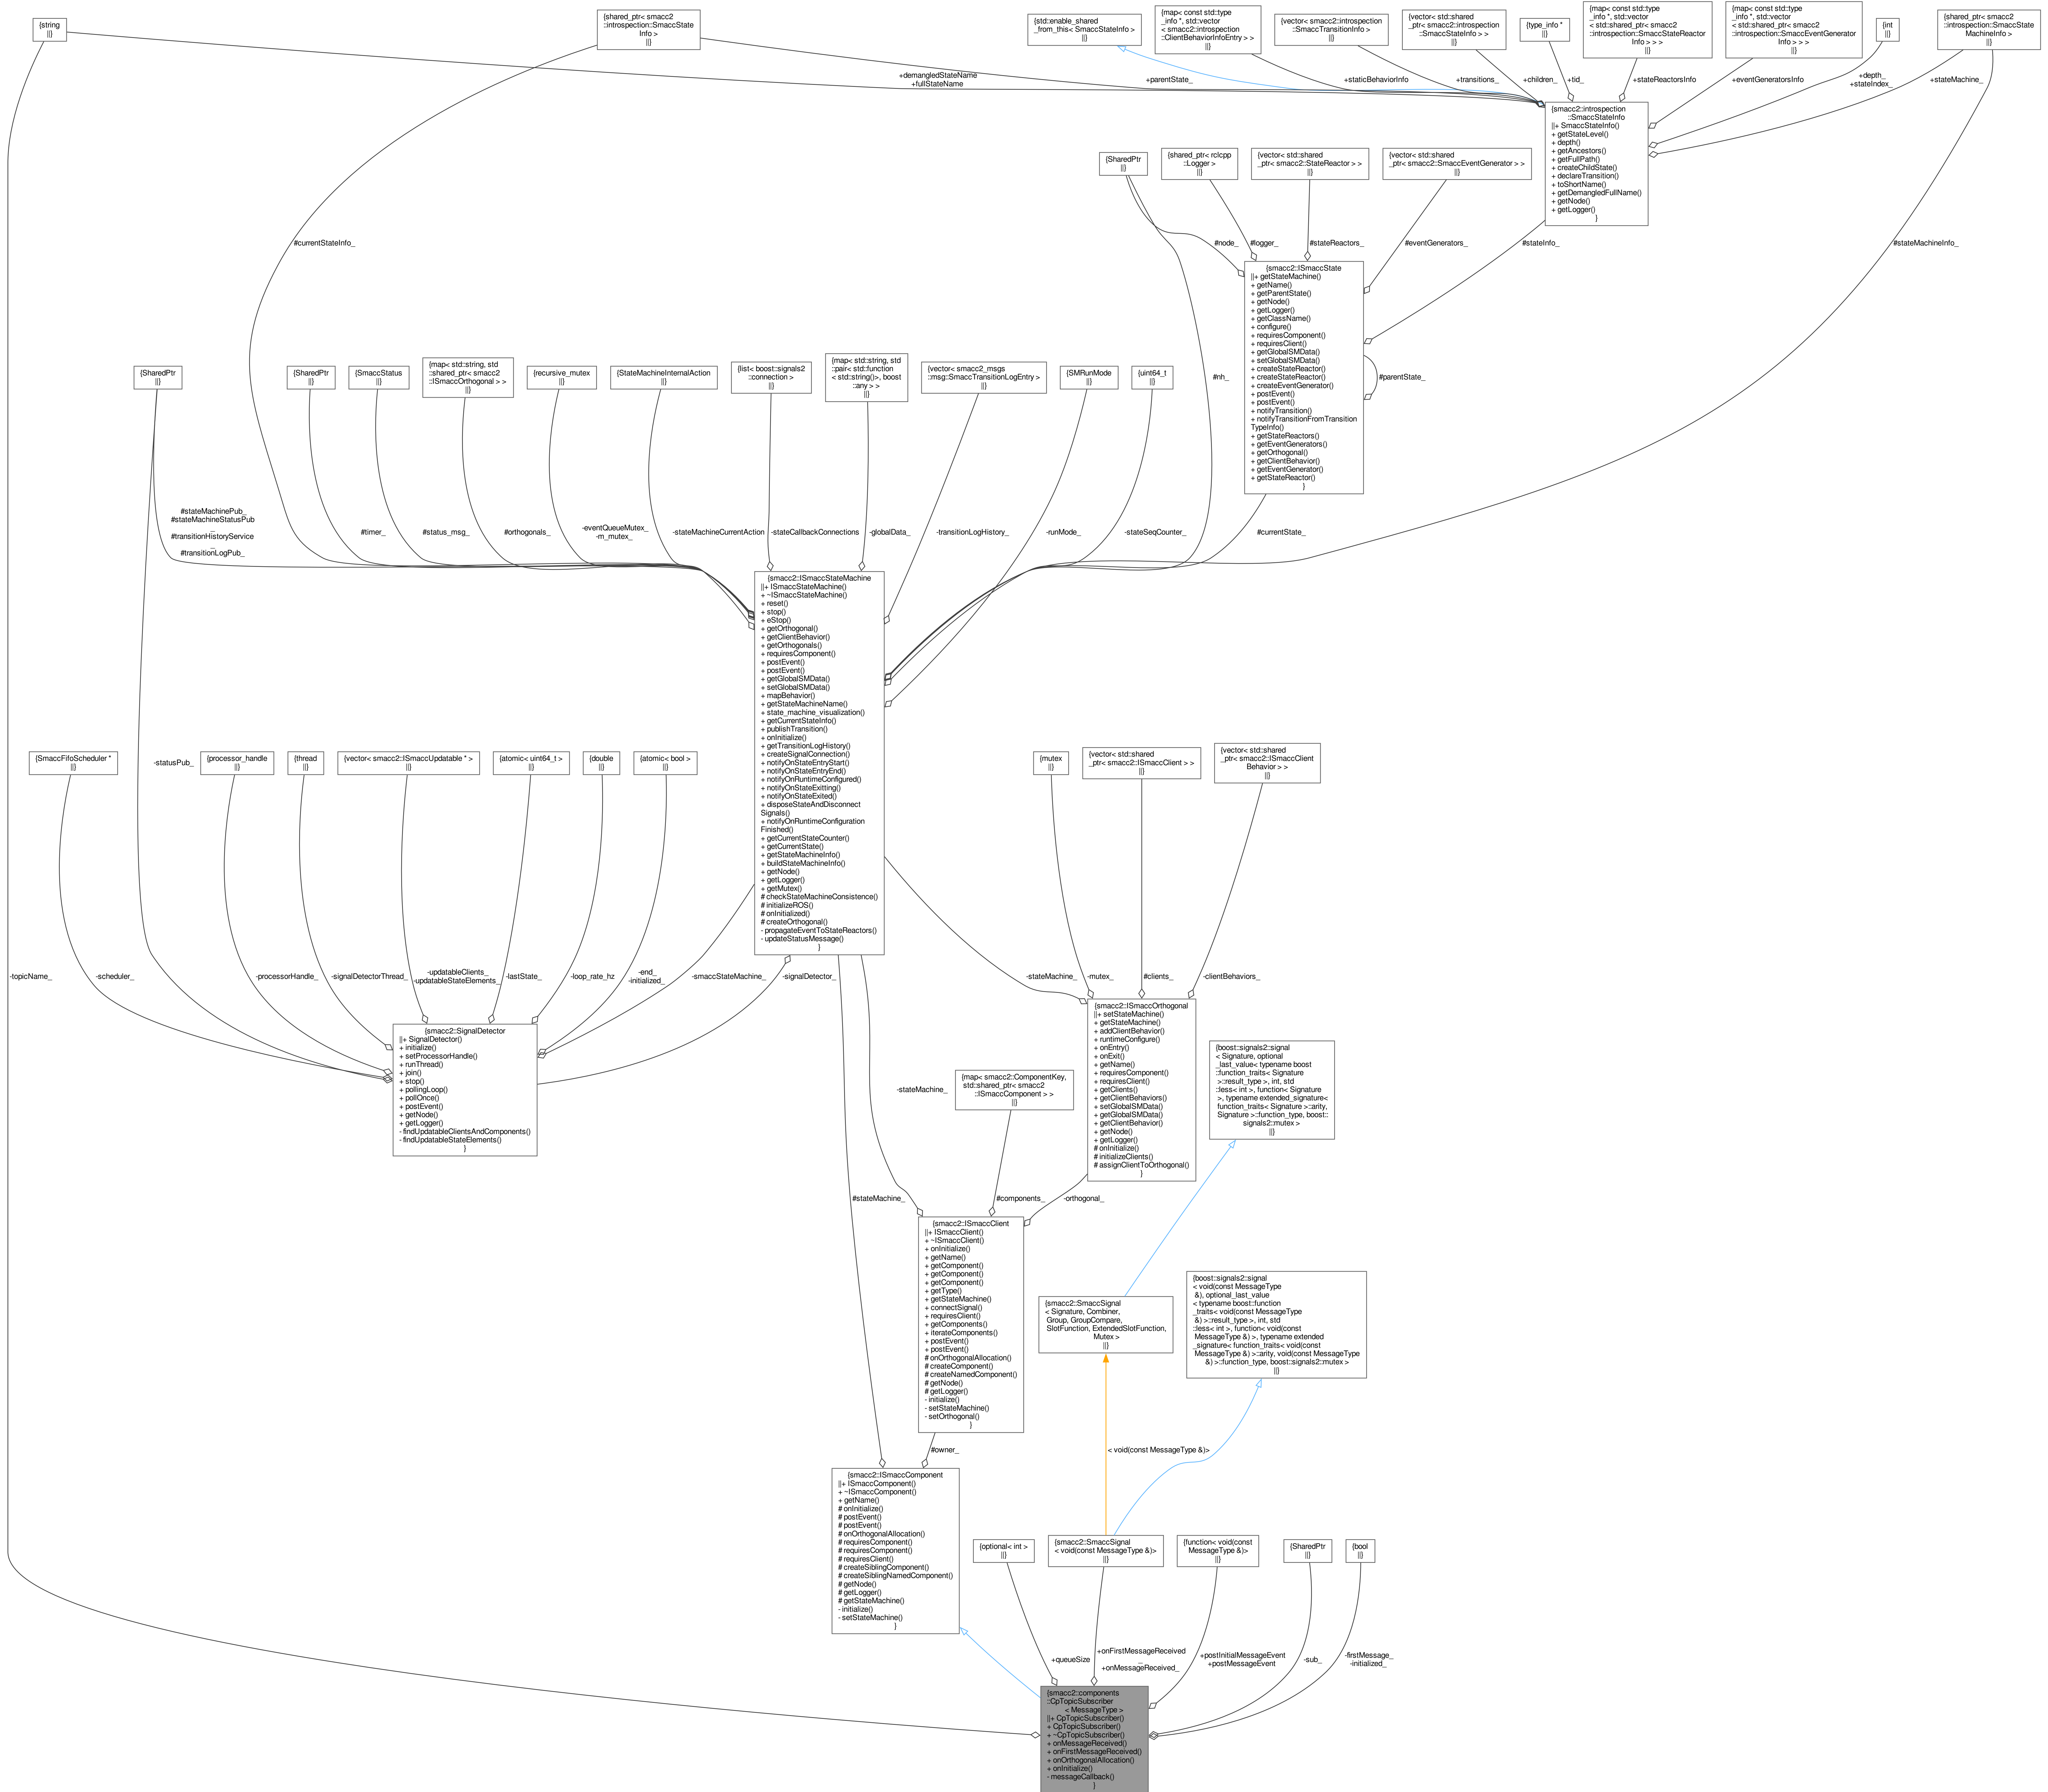 {string
||}
{shared_ptr< smacc2
::introspection::SmaccState
Info >
||}
{std::enable_shared
_from_this< SmaccStateInfo >
||}
{map< const std::type
_info *, std::vector
< smacc2::introspection
::ClientBehaviorInfoEntry > >
||}
{vector< smacc2::introspection
::SmaccTransitionInfo >
||}
{vector< std::shared
_ptr< smacc2::introspection
::SmaccStateInfo > >
||}
{type_info *
||}
{map< const std::type
_info *, std::vector
< std::shared_ptr< smacc2
::introspection::SmaccStateReactor
Info > > >
||}
{map< const std::type
_info *, std::vector
< std::shared_ptr< smacc2
::introspection::SmaccEventGenerator
Info > > >
||}
{int
||}
{shared_ptr< smacc2
::introspection::SmaccState
MachineInfo >
||}
+demangledStateName
+fullStateName
+parentState_
+staticBehaviorInfo
+transitions_
+children_
+tid_
+stateReactorsInfo
+eventGeneratorsInfo
+depth_
+stateIndex_
+stateMachine_
{smacc2::introspection
::SmaccStateInfo
||+ SmaccStateInfo()
+ getStateLevel()
+ depth()
+ getAncestors()
+ getFullPath()
+ createChildState()
+ declareTransition()
+ toShortName()
+ getDemangledFullName()
+ getNode()
+ getLogger()
}
{SharedPtr
||}
{shared_ptr< rclcpp
::Logger >
||}
{vector< std::shared
_ptr< smacc2::StateReactor > >
||}
{vector< std::shared
_ptr< smacc2::SmaccEventGenerator > >
||}
#currentStateInfo_
#node_
#logger_
#stateReactors_
#eventGenerators_
#stateInfo_
#stateMachineInfo_
{smacc2::ISmaccState
||+ getStateMachine()
+ getName()
+ getParentState()
+ getNode()
+ getLogger()
+ getClassName()
+ configure()
+ requiresComponent()
+ requiresClient()
+ getGlobalSMData()
+ setGlobalSMData()
+ createStateReactor()
+ createStateReactor()
+ createEventGenerator()
+ postEvent()
+ postEvent()
+ notifyTransition()
+ notifyTransitionFromTransition
TypeInfo()
+ getStateReactors()
+ getEventGenerators()
+ getOrthogonal()
+ getClientBehavior()
+ getEventGenerator()
+ getStateReactor()
}
#parentState_
#nh_
{SharedPtr
||}
{SharedPtr
||}
{SmaccStatus
||}
{map< std::string, std
::shared_ptr< smacc2
::ISmaccOrthogonal > >
||}
{recursive_mutex
||}
{StateMachineInternalAction
||}
{list< boost::signals2
::connection >
||}
{map< std::string, std
::pair< std::function
< std::string()>, boost
::any > >
||}
{vector< smacc2_msgs
::msg::SmaccTransitionLogEntry >
||}
{SMRunMode
||}
{uint64_t
||}
#stateMachinePub_
#stateMachineStatusPub
_
#transitionHistoryService
_
#transitionLogPub_
#timer_
#status_msg_
#orthogonals_
-eventQueueMutex_
-m_mutex_
-stateMachineCurrentAction
-stateCallbackConnections
-globalData_
-transitionLogHistory_
-runMode_
-stateSeqCounter_
#currentState_
{smacc2::ISmaccStateMachine
||+ ISmaccStateMachine()
+ ~ISmaccStateMachine()
+ reset()
+ stop()
+ eStop()
+ getOrthogonal()
+ getClientBehavior()
+ getOrthogonals()
+ requiresComponent()
+ postEvent()
+ postEvent()
+ getGlobalSMData()
+ setGlobalSMData()
+ mapBehavior()
+ getStateMachineName()
+ state_machine_visualization()
+ getCurrentStateInfo()
+ publishTransition()
+ onInitialize()
+ getTransitionLogHistory()
+ createSignalConnection()
+ notifyOnStateEntryStart()
+ notifyOnStateEntryEnd()
+ notifyOnRuntimeConfigured()
+ notifyOnStateExitting()
+ notifyOnStateExited()
+ disposeStateAndDisconnect
Signals()
+ notifyOnRuntimeConfiguration
Finished()
+ getCurrentStateCounter()
+ getCurrentState()
+ getStateMachineInfo()
+ buildStateMachineInfo()
+ getNode()
+ getLogger()
+ getMutex()
# checkStateMachineConsistence()
# initializeROS()
# onInitialized()
# createOrthogonal()
- propagateEventToStateReactors()
- updateStatusMessage()
}
{SmaccFifoScheduler *
||}
{processor_handle
||}
{thread
||}
{vector< smacc2::ISmaccUpdatable * >
||}
{atomic< uint64_t >
||}
{double
||}
{atomic< bool >
||}
{mutex
||}
{vector< std::shared
_ptr< smacc2::ISmaccClient > >
||}
{vector< std::shared
_ptr< smacc2::ISmaccClient
Behavior > >
||}
-statusPub_
-topicName_
-scheduler_
-processorHandle_
-signalDetectorThread_
-updatableClients_
-updatableStateElements_
-lastState_
-loop_rate_hz
-end_
-initialized_
-smaccStateMachine_
-signalDetector_
-stateMachine_
-mutex_
#clients_
-clientBehaviors_
{smacc2::SignalDetector
||+ SignalDetector()
+ initialize()
+ setProcessorHandle()
+ runThread()
+ join()
+ stop()
+ pollingLoop()
+ pollOnce()
+ postEvent()
+ getNode()
+ getLogger()
- findUpdatableClientsAndComponents()
- findUpdatableStateElements()
}
{smacc2::ISmaccOrthogonal
||+ setStateMachine()
+ getStateMachine()
+ addClientBehavior()
+ runtimeConfigure()
+ onEntry()
+ onExit()
+ getName()
+ requiresComponent()
+ requiresClient()
+ getClients()
+ getClientBehaviors()
+ setGlobalSMData()
+ getGlobalSMData()
+ getClientBehavior()
+ getNode()
+ getLogger()
# onInitialize()
# initializeClients()
# assignClientToOrthogonal()
}
{boost::signals2::signal
< Signature, optional
_last_value< typename boost
::function_traits< Signature
>::result_type >, int, std
::less< int >, function< Signature
>, typename extended_signature<
function_traits< Signature >::arity,
Signature >::function_type, boost::
signals2::mutex >
||}
{map< smacc2::ComponentKey,
std::shared_ptr< smacc2
::ISmaccComponent > >
||}
-stateMachine_
#stateMachine_
#components_
-orthogonal_
{smacc2::ISmaccClient
||+ ISmaccClient()
+ ~ISmaccClient()
+ onInitialize()
+ getName()
+ getComponent()
+ getComponent()
+ getComponent()
+ getType()
+ getStateMachine()
+ connectSignal()
+ requiresClient()
+ getComponents()
+ iterateComponents()
+ postEvent()
+ postEvent()
# onOrthogonalAllocation()
# createComponent()
# createNamedComponent()
# getNode()
# getLogger()
- initialize()
- setStateMachine()
- setOrthogonal()
}
{smacc2::SmaccSignal
< Signature, Combiner,
Group, GroupCompare,
SlotFunction, ExtendedSlotFunction,
Mutex >
||}
{boost::signals2::signal
< void(const MessageType
&), optional_last_value
< typename boost::function
_traits< void(const MessageType
&) >::result_type >, int, std
::less< int >, function< void(const
MessageType &) >, typename extended
_signature< function_traits< void(const
MessageType &) >::arity, void(const MessageType
&) >::function_type, boost::signals2::mutex >
||}
#owner_
< void(const MessageType &)>
{smacc2::ISmaccComponent
||+ ISmaccComponent()
+ ~ISmaccComponent()
+ getName()
# onInitialize()
# postEvent()
# postEvent()
# onOrthogonalAllocation()
# requiresComponent()
# requiresComponent()
# requiresClient()
# createSiblingComponent()
# createSiblingNamedComponent()
# getNode()
# getLogger()
# getStateMachine()
- initialize()
- setStateMachine()
}
{optional< int >
||}
{smacc2::SmaccSignal
< void(const MessageType &)>
||}
{function< void(const
MessageType &)>
||}
{SharedPtr
||}
{bool
||}
+queueSize
+onFirstMessageReceived
_
+onMessageReceived_
+postInitialMessageEvent
+postMessageEvent
-sub_
-firstMessage_
-initialized_
{smacc2::components
::CpTopicSubscriber
< MessageType >
||+ CpTopicSubscriber()
+ CpTopicSubscriber()
+ ~CpTopicSubscriber()
+ onMessageReceived()
+ onFirstMessageReceived()
+ onOrthogonalAllocation()
+ onInitialize()
- messageCallback()
}